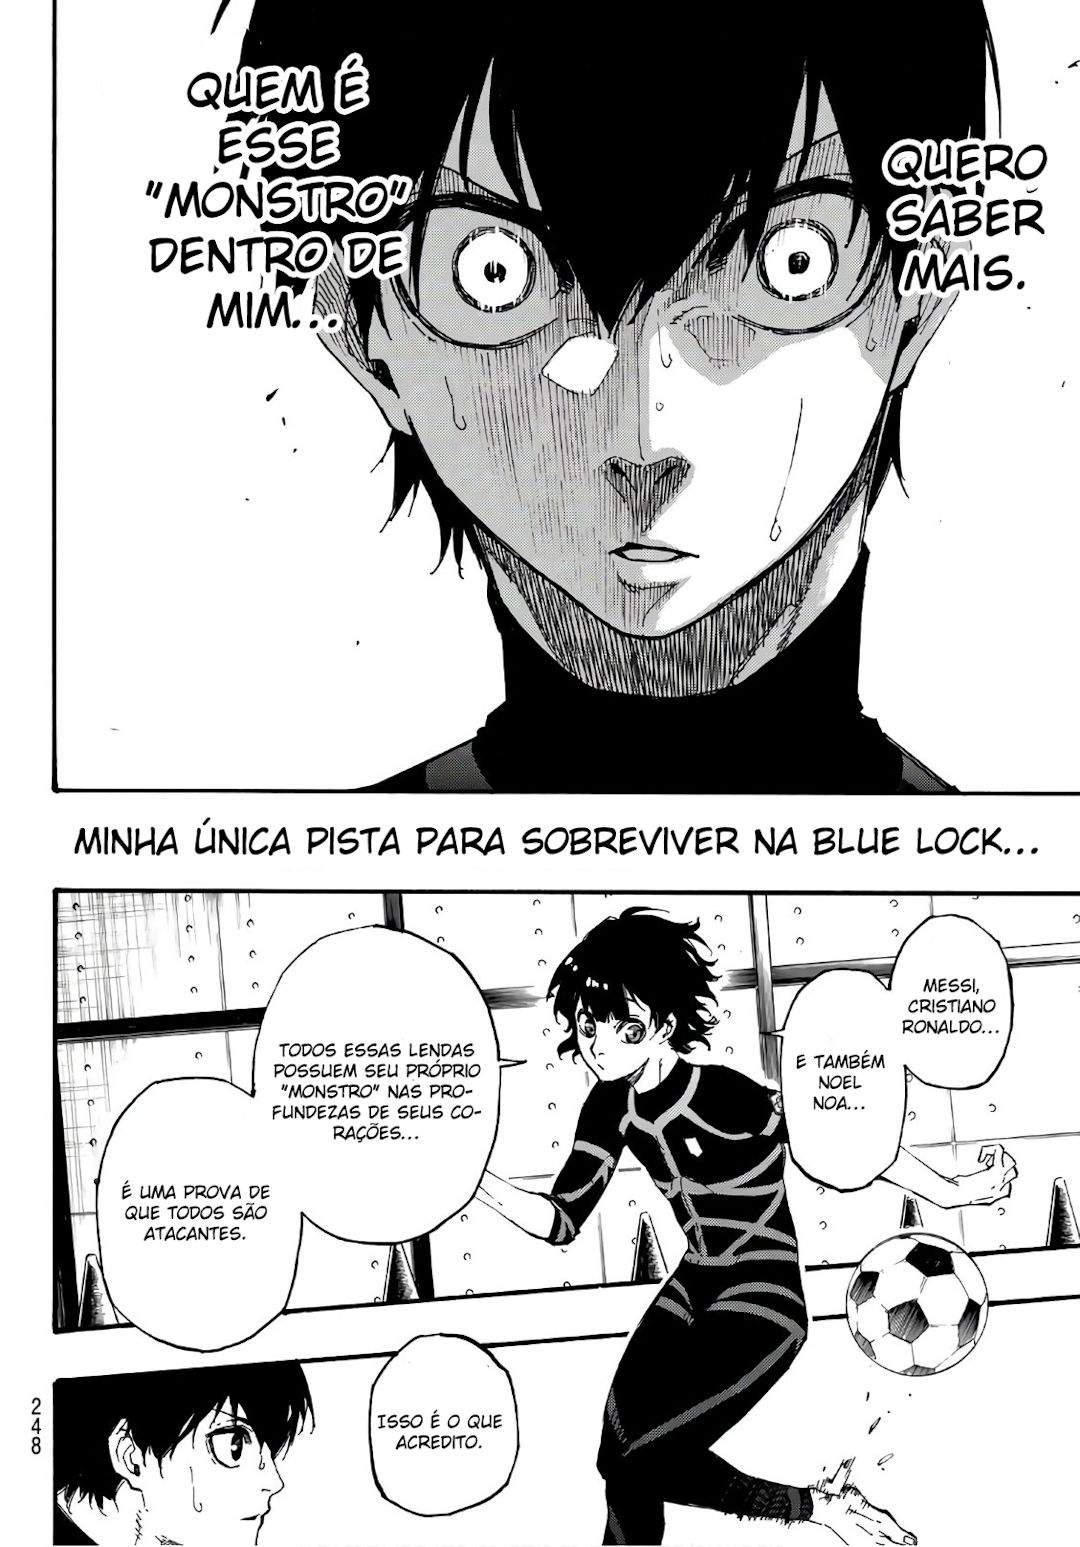 QUERO
SABER
MAIS.
QUEM É
ESSE
"MONSTRO"
DENTRO DE
MIM...
MINHA ÚNICA PISTA PARA SOBREVIVER NA BLUE LOCK...
MESSI,
CRISTIANO
RONALDO...
E TAMBÉM
NOEL
NOA...
TODOS ESSAS LENDAS
POSSUEM SEU PRÓPRIO
"MONSTRO" NAS PRO-
FUNDEZAS DE SEUS CO-
RAÇÕES...
É UMA PROVA DE
QUE TODOS SÃO
ATACANTES.
ISSO É O QUE
ACREDITO.
248